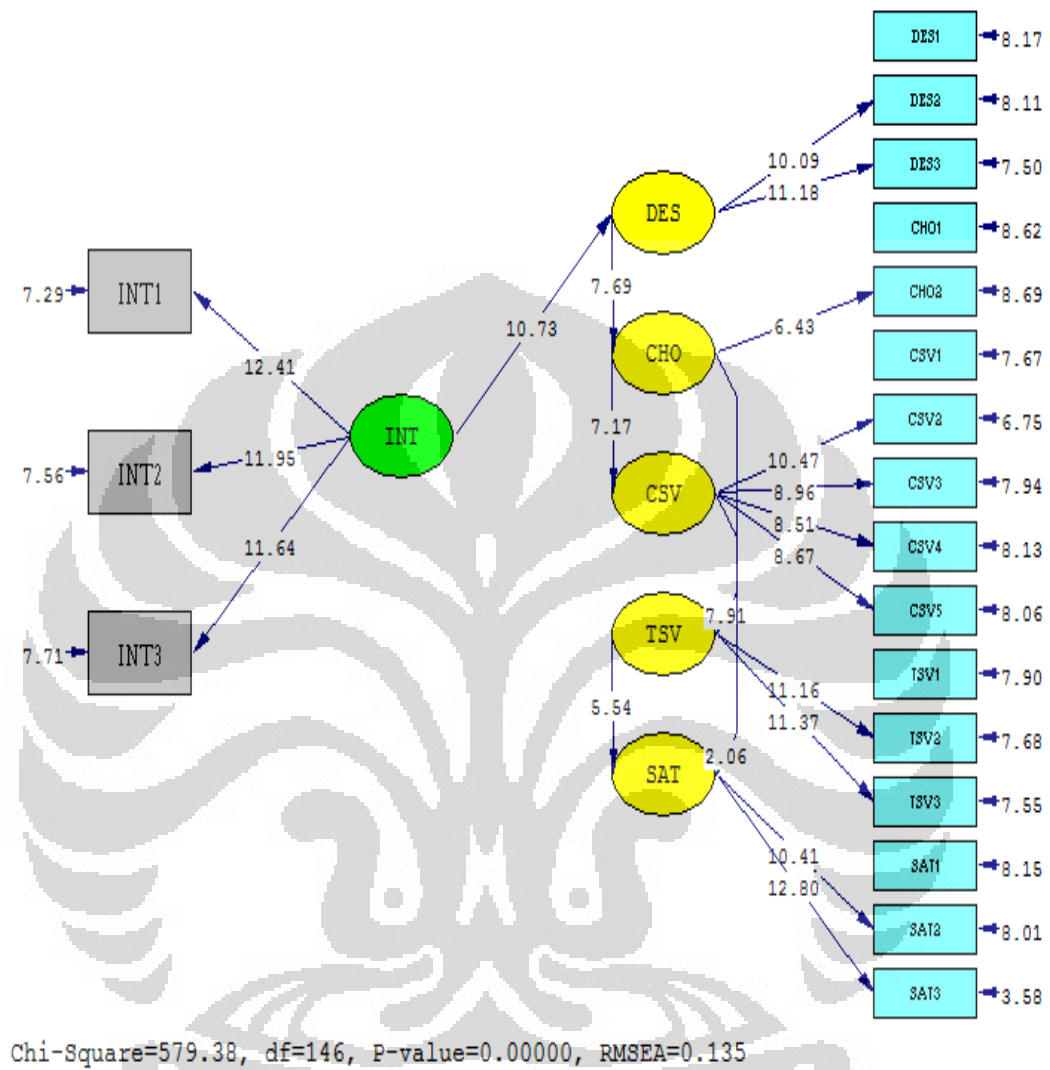 DES1 8.17
DES2 8.11
10.09
DES3 7.50
11.18
DES
CHO1 8.62
INT1
7.29
7.69
CHO2 8.69
10.73
6.43
CHO
CSV1 7.67
12.41
CSV2 6.75
INT
7.17
11.95
10.47
INT2
7.56
CSV
CSV3 7.94
8.96
8.51
CSV4 8.13
11.64
8.67
CSV5 8.06
7.91
TSV
INT3
7.71
TSV1 7.90
11.16
5.54
11.37
TSV2 7.68
2.06
SAT
TSV3 7.55
10.41
SAT1 8.15
12.80
SAT2 8.01
SAT3 3.58
Chi-Square=579.38, df=146, P-value=0.00000, RMSEA=0.135